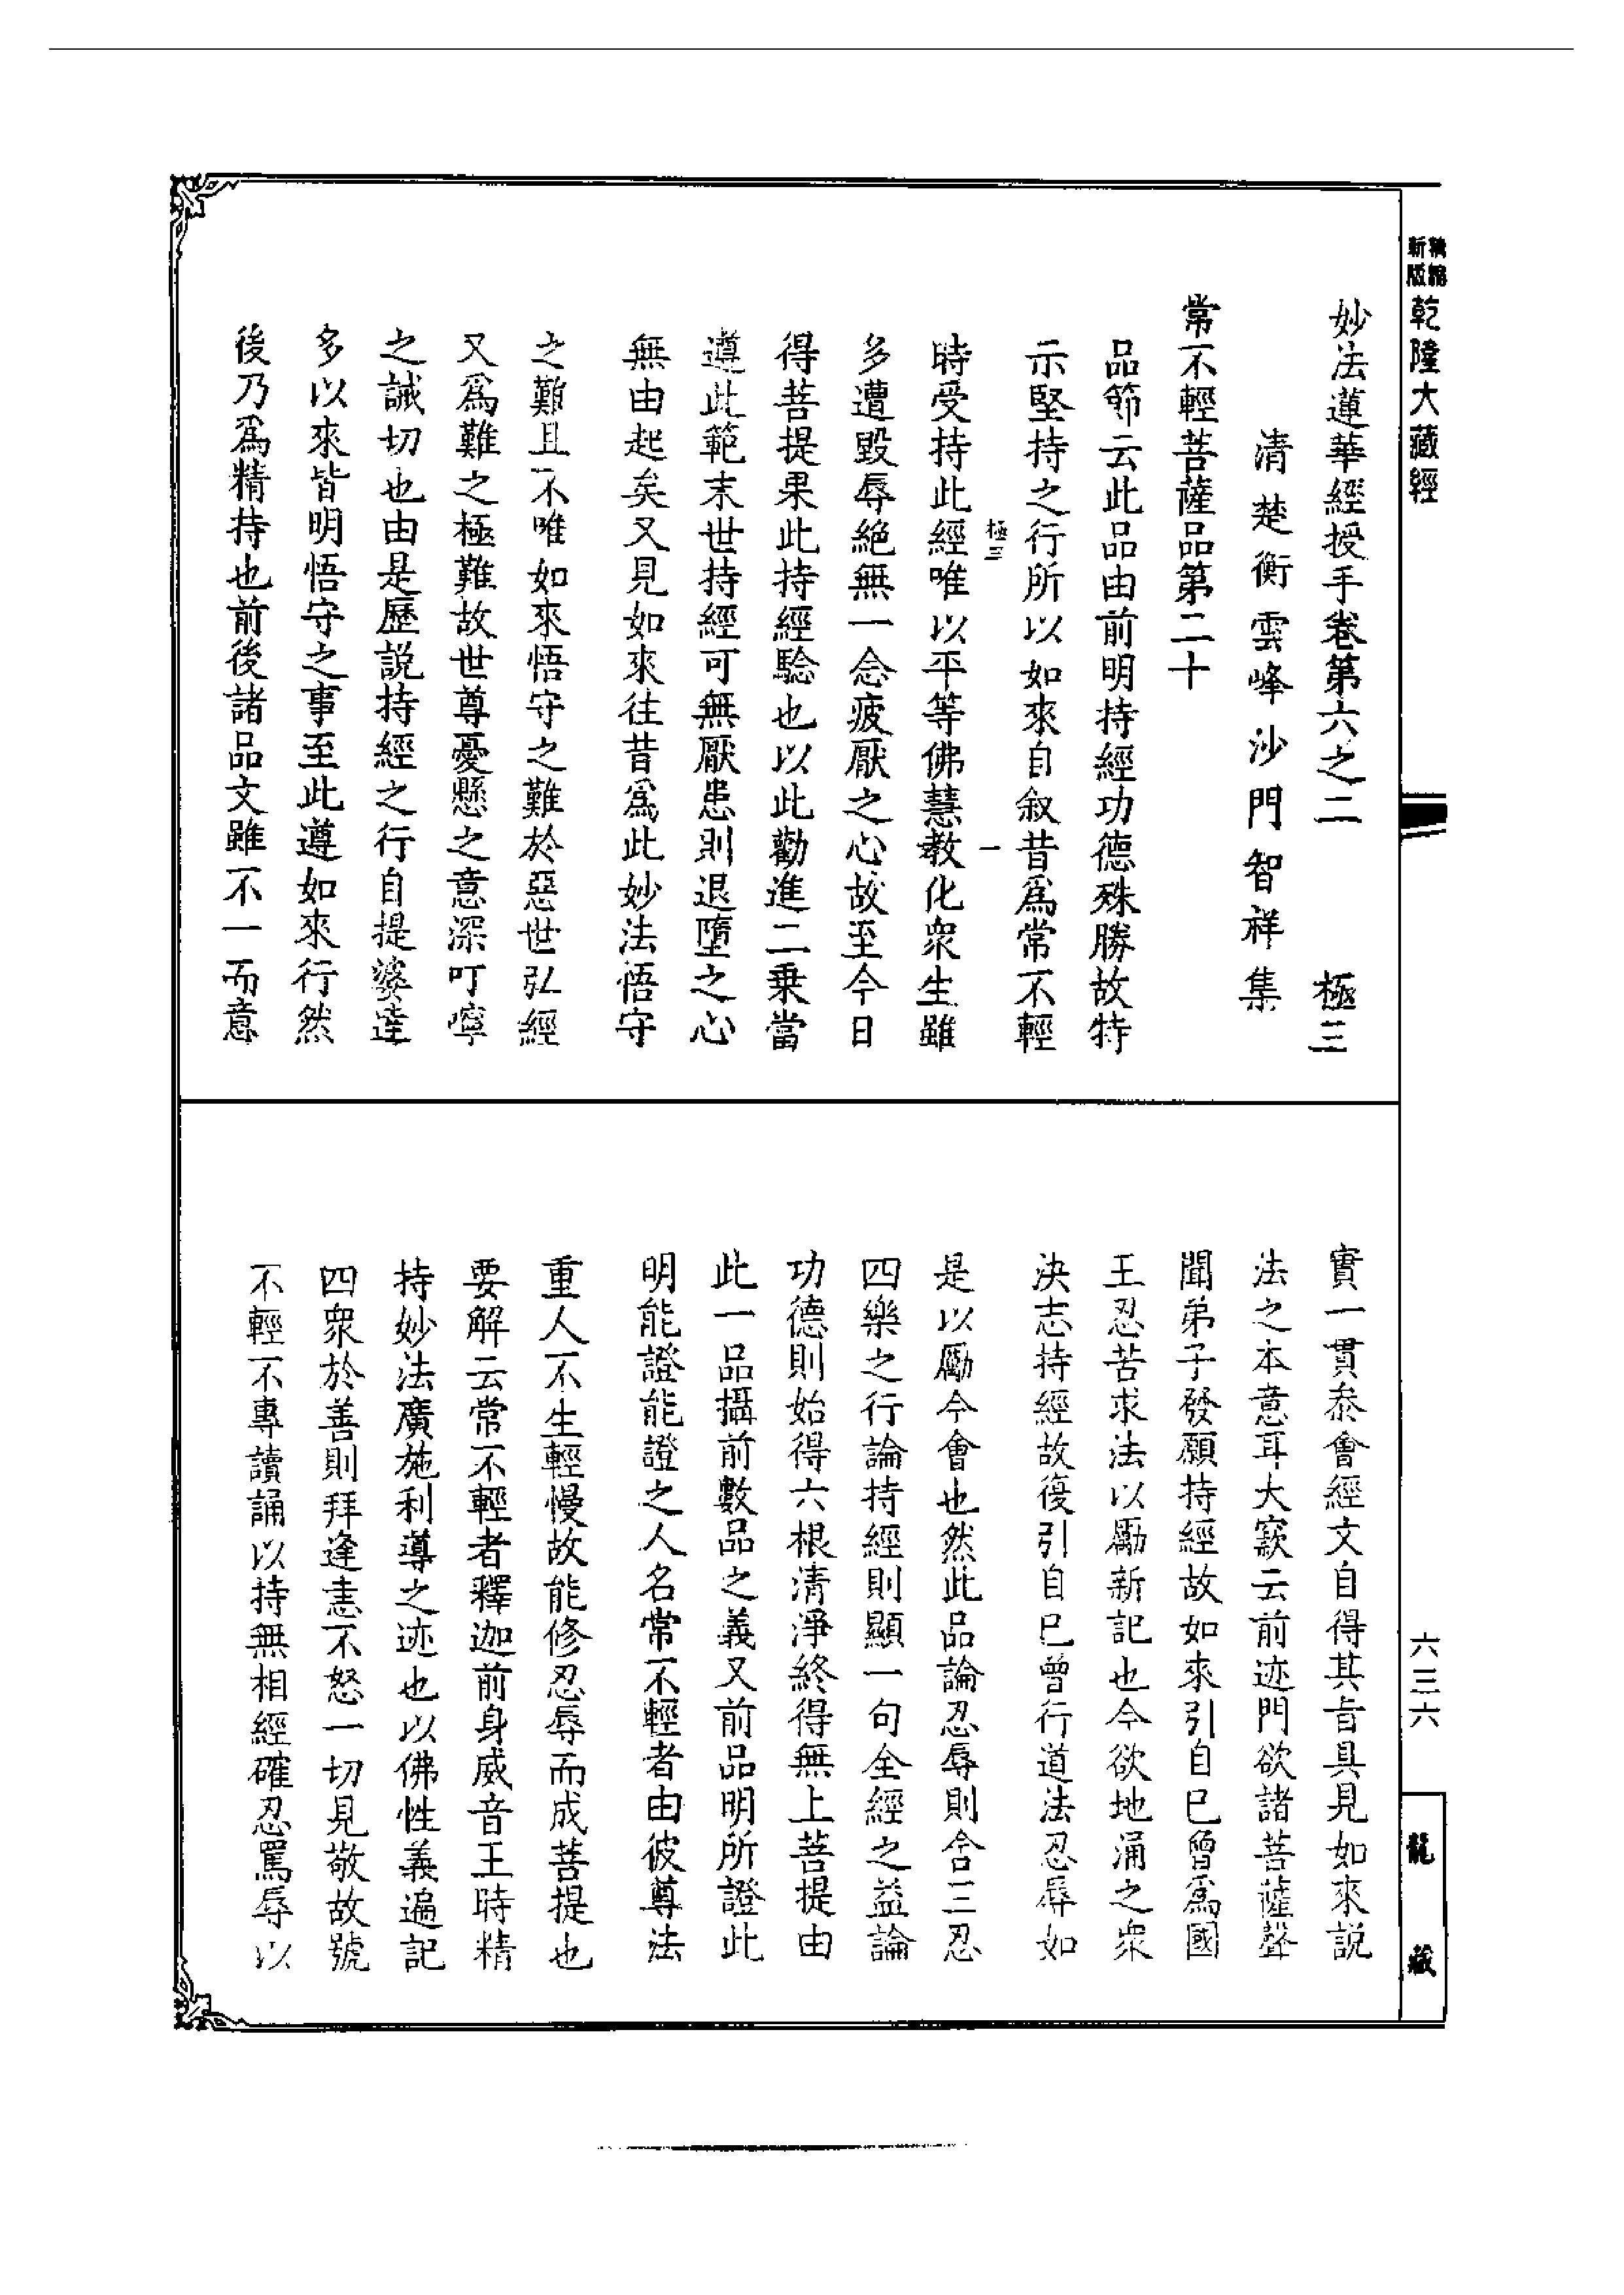 精縮新版乾隆大藏經
妙法蓮華經授手卷第六之二　極三
清楚衡雲峰沙門智祥集
常不輕菩薩品第二十
品節云此品由前明持經功德殊勝故特
示堅持之行所以如來自叙昔爲常不輕
極三　一
時受持此經唯以平等佛慧教化衆生雖
多遭毀辱絕無一念疲厭之心故至今日
得菩提果此持經驗也以此勸進二乘當
遵此範末世持經可無厭患則退墮之心
無由起矣又見如來往昔爲此妙法悟守
之難且不唯如來悟守之難於惡世弘經
又爲難之極難故世尊憂懸之意深叮嚀
之誡切也由是歷説持經之行自提婆達
多以來皆明悟守之事至此遵如來行然
後乃爲精持也前後諸品文雖不一而意
實一貫叅會經文自得其旨具見如來説
法之本意耳大窾云前迹門欲諸菩薩聲
聞弟子發願持經故如來引自巳曾爲國
王忍苦求法以勵新記也今欲地涌之衆
決志持經故復引自巳曾行道法忍辱如
是以勵今會也然此品論忍辱則含三忍
四樂之行論持經則顯一句全經之益論
功德則始得六根清淨終得無上菩提由
此一品攝前數品之義又前品明所證此
明能證能證之人名常不輕者由彼尊法
重人不生輕慢故能修忍辱而成菩提也
要解云常不輕者釋迦前身威音王時精
持妙法廣施利導之迹也以佛性義遍記
四衆於善則拜逢恚不怒一切見敬故號
不輕不專讀誦以持無相經確忍罵辱以
六三六
龍藏